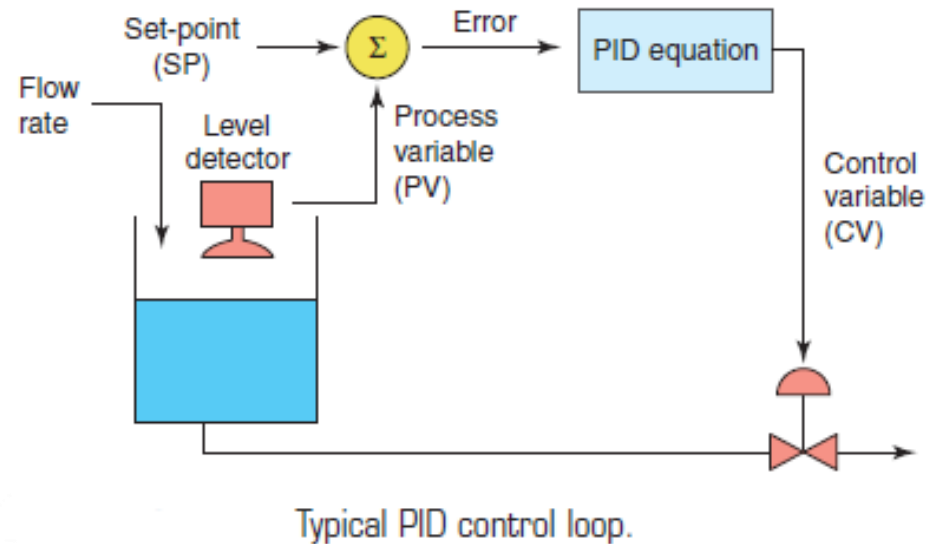 Set-point
(SP)
Σ
Error
PID equation
Flow
rate
Level
detector
Process
variable
(PV)
Control
variable
(CV)
Typical PID control loop.